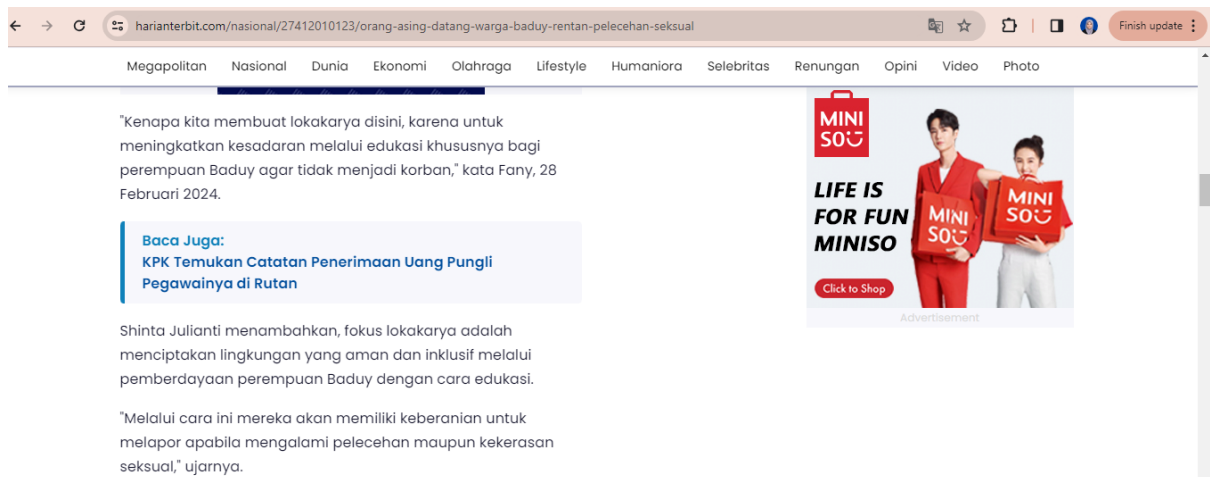 harianterbit.com/nasional/27412010123/orang-asing-datang-warga-baduy-rentan-pelecehan-seksual
Finish update
Megapolitan Nasional Dunia Ekonomi Olahraga Lifestyle Humaniora Selebritas Renungan Opini Video Photo
"Kenapa kita membuat lokakarya disini, karena untuk
meningkatkan kesadaran melalui edukasi khususnya bagi
perempuan Baduy agar tidak menjadi korban," kata Fany, 28
Februari 2024.
Baca Juga:
KPK Temukan Catatan Penerimaan Uang Pungli
Pegawainya di Rutan
Shinta Julianti menambahkan, fokus lokakarya adalah
menciptakan lingkungan yang aman dan inklusif melalui
pemberdayaan perempuan Baduy dengan cara edukasi.
"Melalui cara ini mereka akan memiliki keberanian untuk
melapor apabila mengalami pelecehan maupun kekerasan
seksual," ujarnya.
MINI
SO
LIFE IS
FOR FUN
MINISO
Click to Shop
MINI
SO
MINI
SO
Advertisement